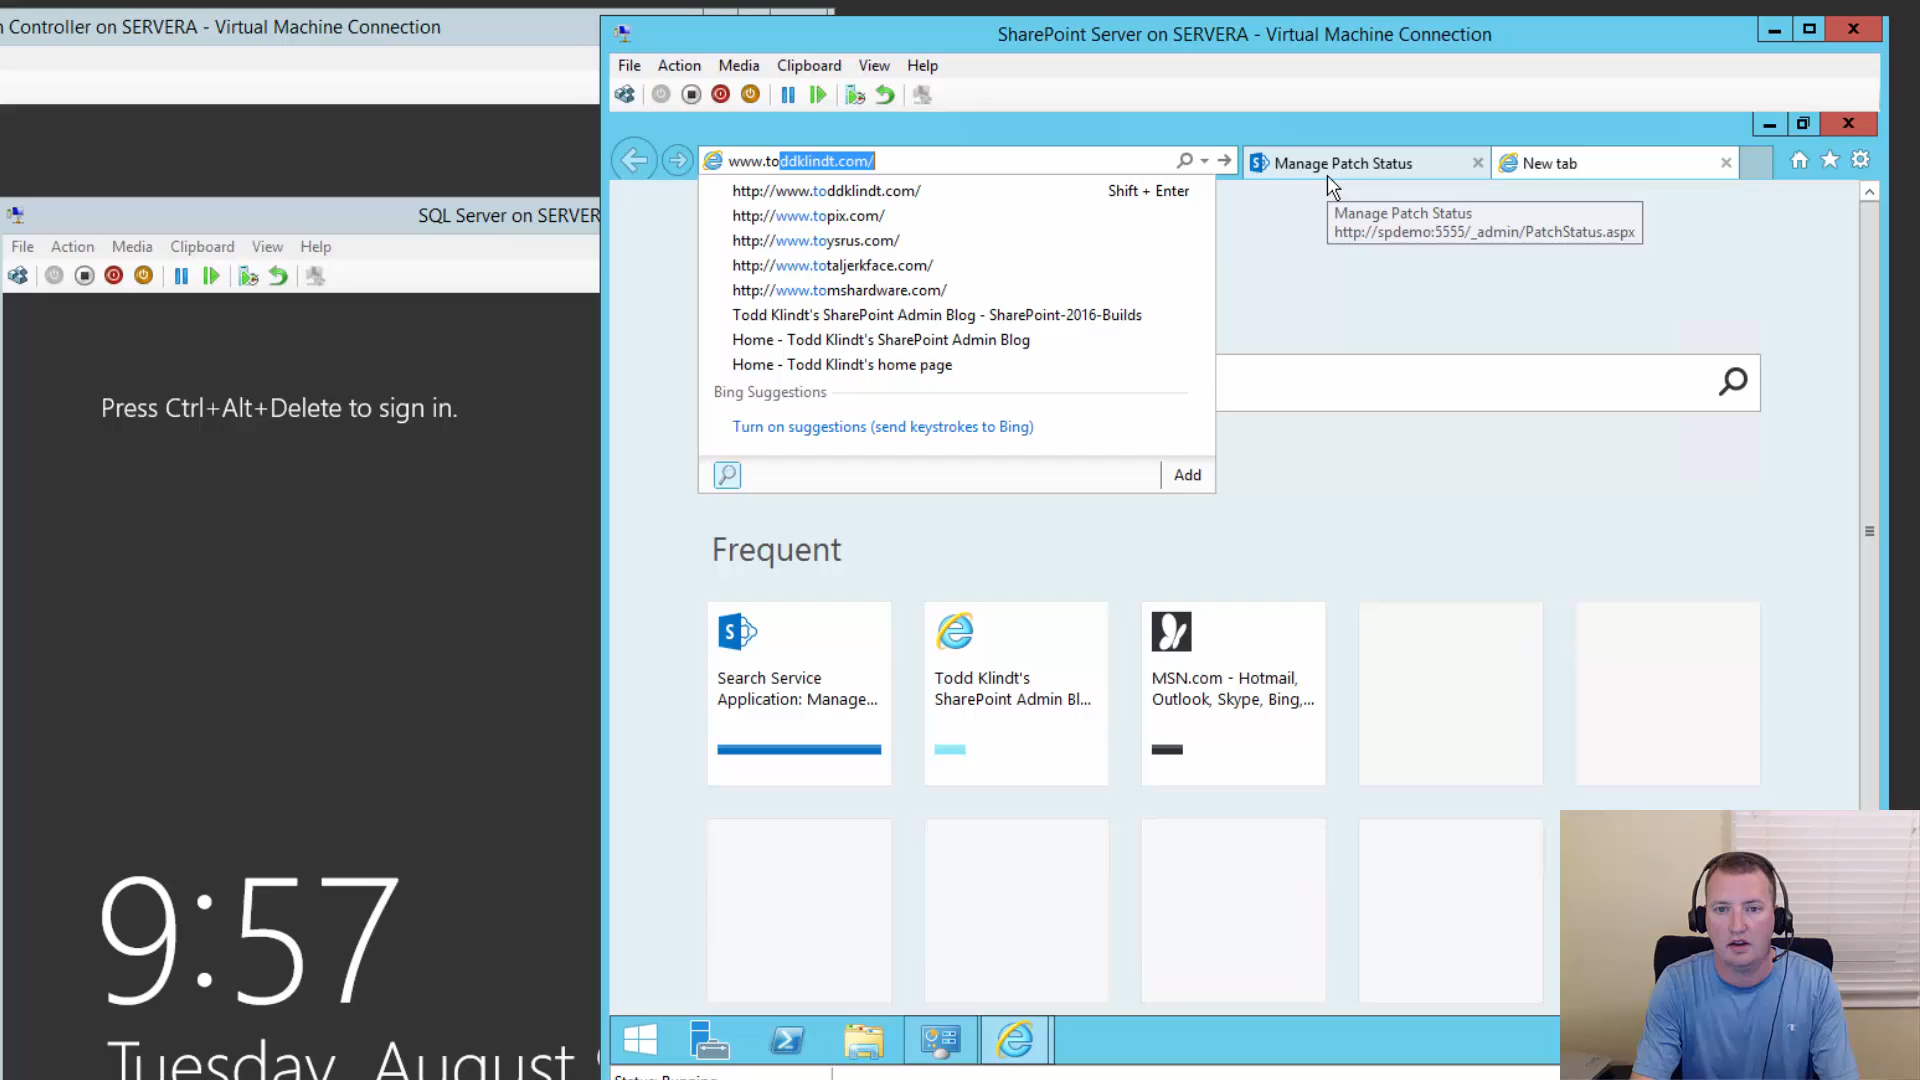 n Controller on SERVERA - Virtual Machine Connection
SharePoint Server on SERVERA - Virtual Machine Connection
File Action Media Clipboard View Help
www.toddklindt.com/
Manage Patch Status
New tab
http://www.toddklindt.com/ Shift + Enter
http://www.topix.com/
http://www.toysrus.com/
http://www.totaljerkface.com/
http://www.tomshardware.com/
Todd Klindt's SharePoint Admin Blog - SharePoint-2016-Builds
Home - Todd Klindt's SharePoint Admin Blog
Home - Todd Klindt's home page
Bing Suggestions
Turn on suggestions (send keystrokes to Bing)
Add
Manage Patch Status
http://spdemo:5555/_admin/PatchStatus.aspx
SQL Server on SERVER
File Action Media Clipboard View Help
Press Ctrl+Alt+Delete to sign in.
9:57
Tuesday, August
Frequent
Search Service
Application: Manage...
Todd Klindt's
SharePoint Admin Bl...
MSN.com - Hotmail,
Outlook, Skype, Bing,...
Status: Running